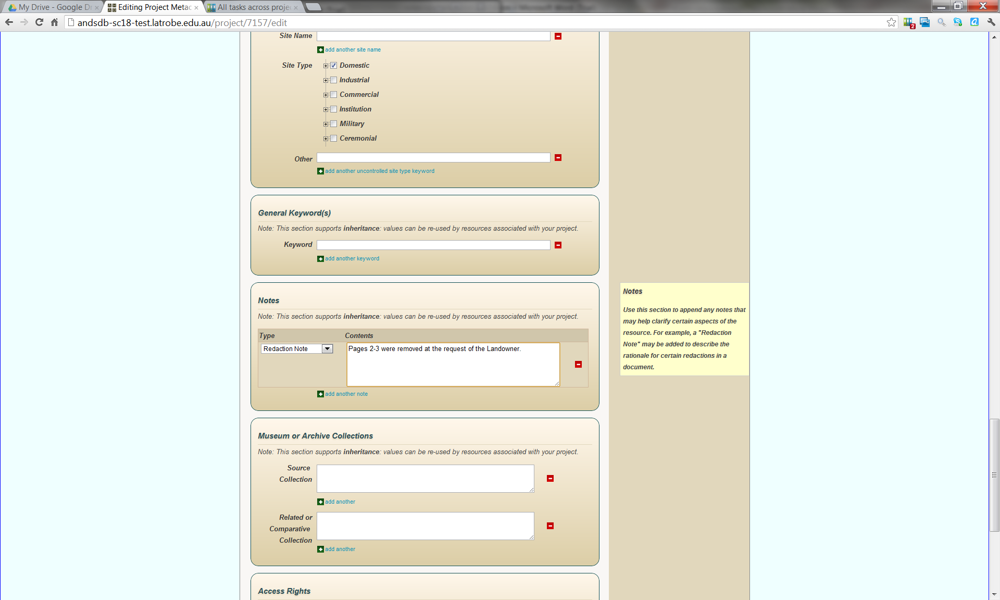 My Drive - Google Dr
Editing Project Metad
All tasks across projec
andsdb-sc18-test.latrobe.edu.au/project/7157/edit
2
Site Name
add another site name
Site Type
Domestic
Industrial
Commercial
Institution
Military
Ceremonial
Other
add another uncontrolled site type keyword
General Keyword(s)
Note: This section supports inheritance: values can be re-used by resources associated with your project.
Keyword
add another keyword
Notes
Note: This section supports inheritance: values can be re-used by resources associated with your project.
Type Contents
Redaction Note
Pages 2-3 were removed at the request of the Landowner.
add another note
Notes
Use this section to append any notes that
may help clarify certain aspects of the
resource. For example, a "Redaction
Note" may be added to describe the
rationale for certain redactions in a
document.
Museum or Archive Collections
Note: This section supports inheritance: values can be re-used by resources associated with your project.
Source
Collection
add another
Related or
Comparative
Collection
add another
Access Rights